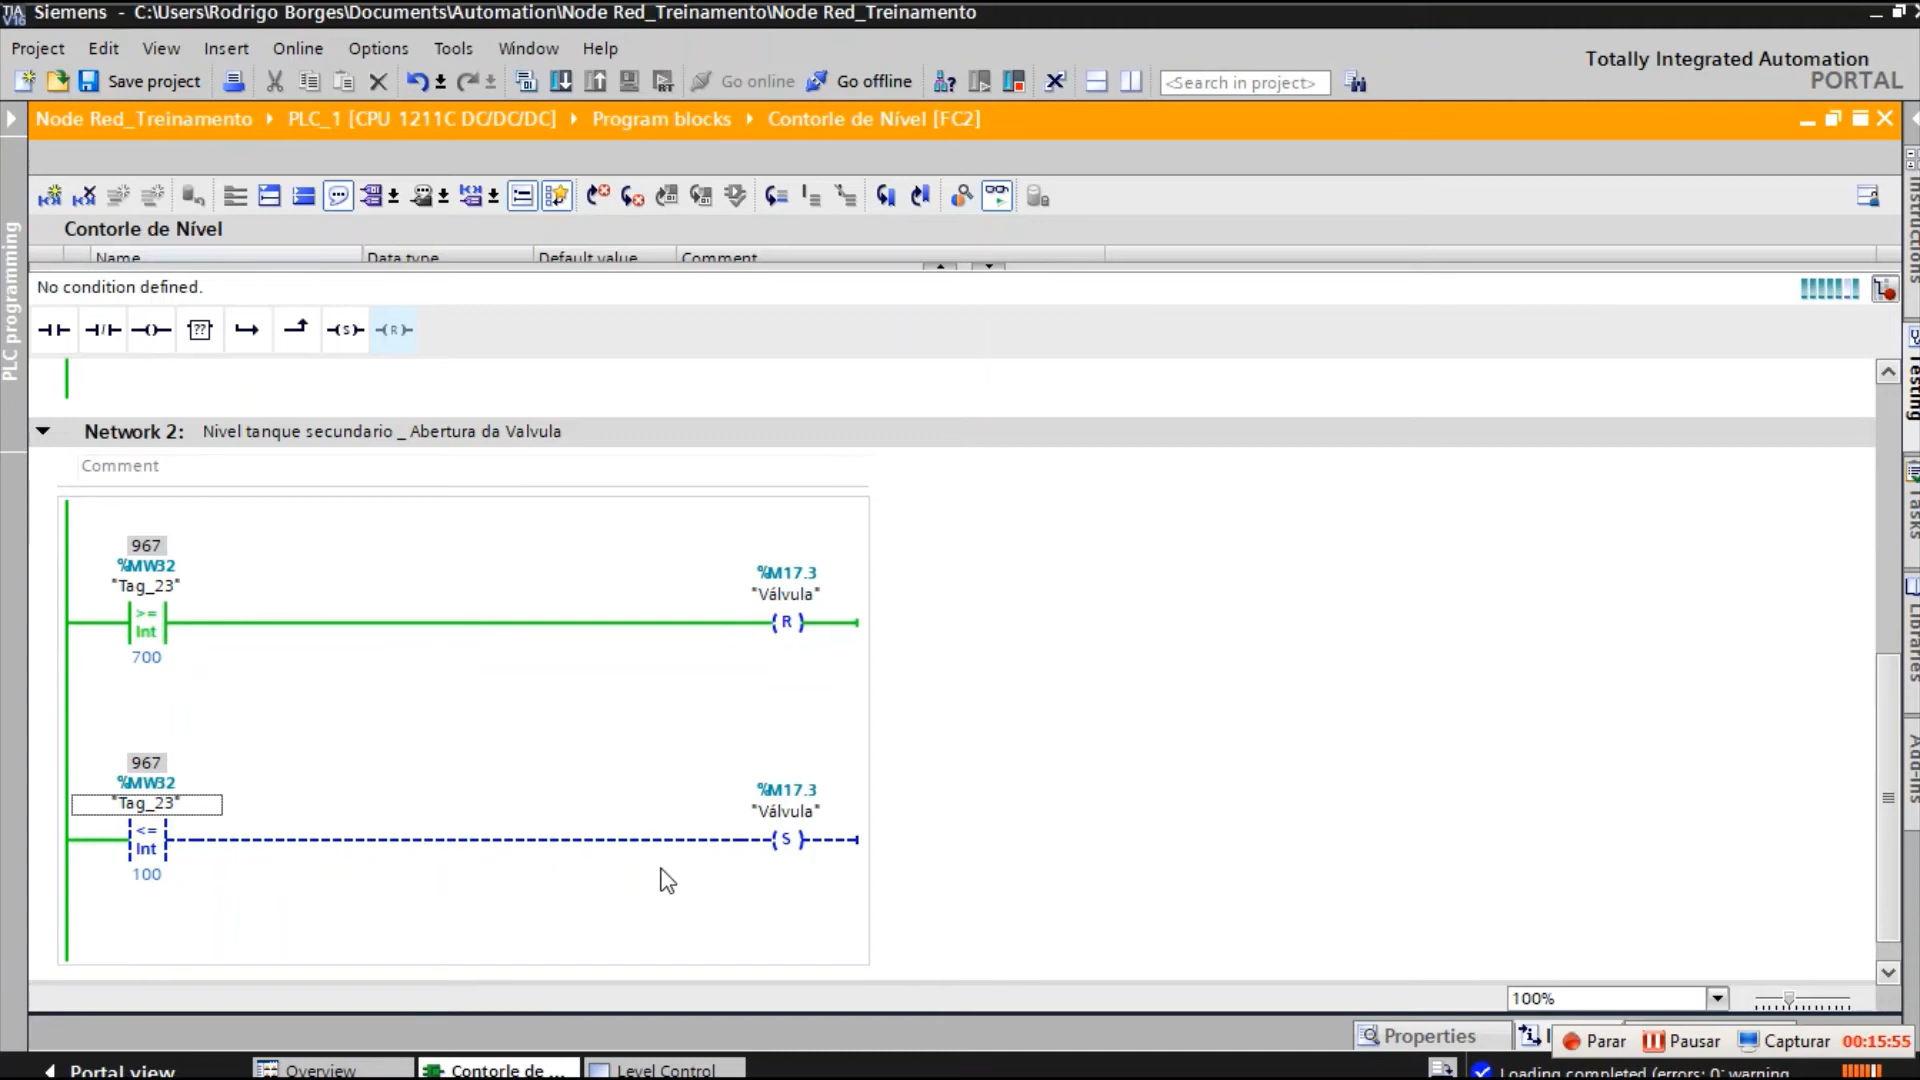 TIA V16 Siemens - C:\Users\Rodrigo Borges\Documents\Automation\Node Red_Treinamento\Node Red_Treinamento
Project Edit View Insert Online Options Tools Window Help
Totally Integrated Automation
PORTAL
Save project Go online Go offline <Search in project>
Node Red_Treinamento PLC_1 [CPU 1211C DC/DC/DC] Program blocks Contorle de Nível [FC2]
Contorle de Nível
Name Data type Default value Comment
No condition defined.
?? (S) (R)
Network 2: Nivel tanque secundario _ Abertura da Valvula
Comment
967
%MW32
"Tag_23"
>=
Int
700
%M17.3
"Válvula"
R
967
%MW32
"Tag_23"
<=
Int
100
%M17.3
"Válvula"
S
100%
Properties
Parar Pausar Capturar 00:15:55
Portal view Overview Contorle de ... Level Control Loading completed (errors: 0; warning
PLC programming
Instructions
Testing
Tasks
Libraries
Add-ins